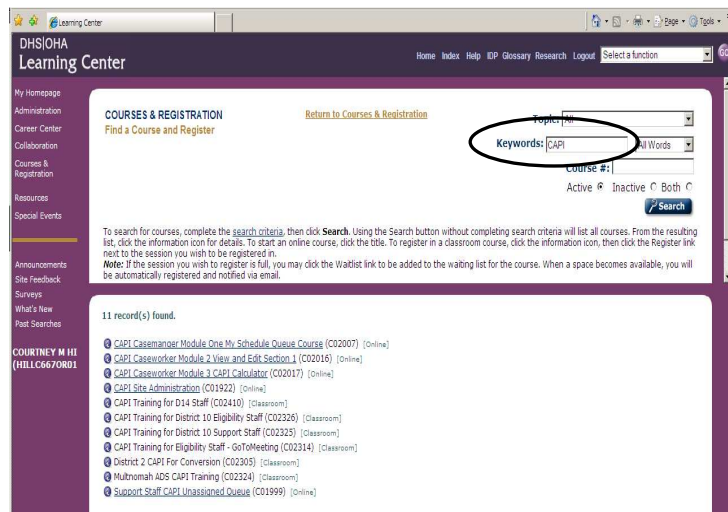 Learning Center
Page
Tools
DHS|OHA
Learning Center
Home Index Help IDP Glossary Research Logout Select a function
GO
My Homepage
Administration
Career Center
Collaboration
Courses &
Registration
Resources
Special Events
Announcements
Site Feedback
Surveys
What's New
Past Searches
COURTNEY M HI
(HILLC667OR01
COURSES & REGISTRATION
Return to Courses & Registration
Find a Course and Register
Topic: All
Keywords: CAPI All Words
Course #:
Active Inactive Both
Search
To search for courses, complete the search criteria, then click Search. Using the Search button without completing search criteria will list all courses. From the resulting
list, click the information icon for details. To start an online course, click the title. To register in a classroom course, click the information icon, then click the Register link
next to the session you wish to be registered in.
Note: If the session you wish to register is full, you may click the Waitlist link to be added to the waiting list for the course. When a space becomes available, you will
be automatically registered and notified via email.
11 record(s) found.
CAPI Casemanger Module One My Schedule Queue Course (C02007) [Online]
CAPI Caseworker Module 2 View and Edit Section 1 (C02016) [Online]
CAPI Caseworker Module 3 CAPI Calculator (C02017) [Online]
CAPI Site Administration (C01922) [Online]
CAPI Training for D14 Staff (C02410) [Classroom]
CAPI Training for District 10 Eligibility Staff (C02326) [Classroom]
CAPI Training for District 10 Support Staff (C02325) [Classroom]
CAPI Training for Eligibility Staff - GoToMeeting (C02314) [Classroom]
District 2 CAPI For Conversion (C02305) [Classroom]
Multnomah ADS CAPI Training (C02324) [Classroom]
Support Staff CAPI Unassigned Queue (C01999) [Online]